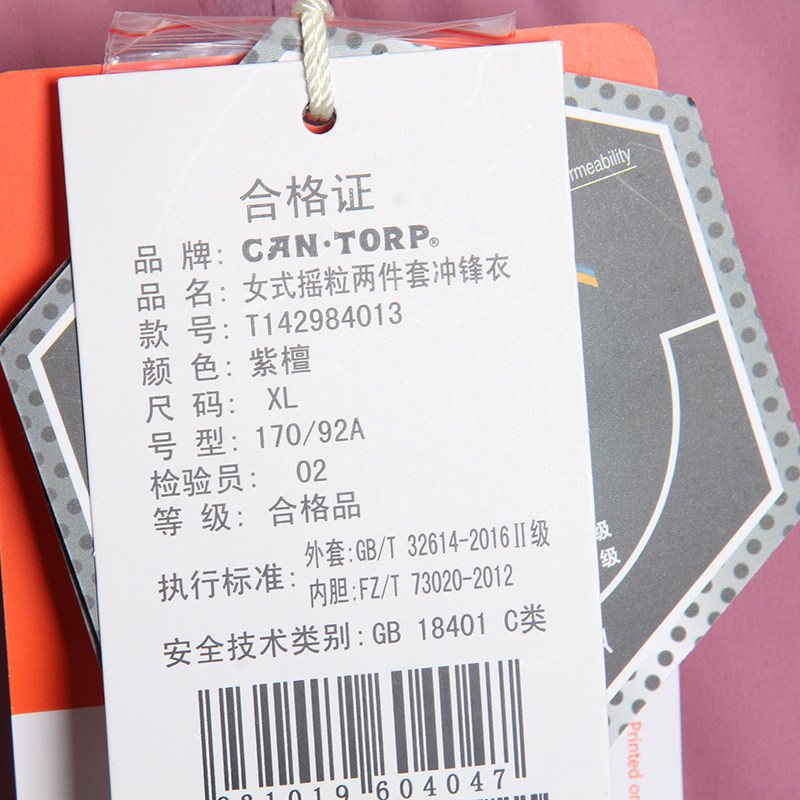 合格证
品 牌: CAN·TORP®
品 名: 女式摇粒两件套冲锋衣
款 号: T142984013
颜 色: 紫檀
尺 码: XL
号 型: 170/92A
检验员: 02
等 级: 合格品
执行标准: 外套:GB/T 32614-2016Ⅱ级
内胆:FZ/T 73020-2012
安全技术类别: GB 18401 C类
604047
级
级
Printed on